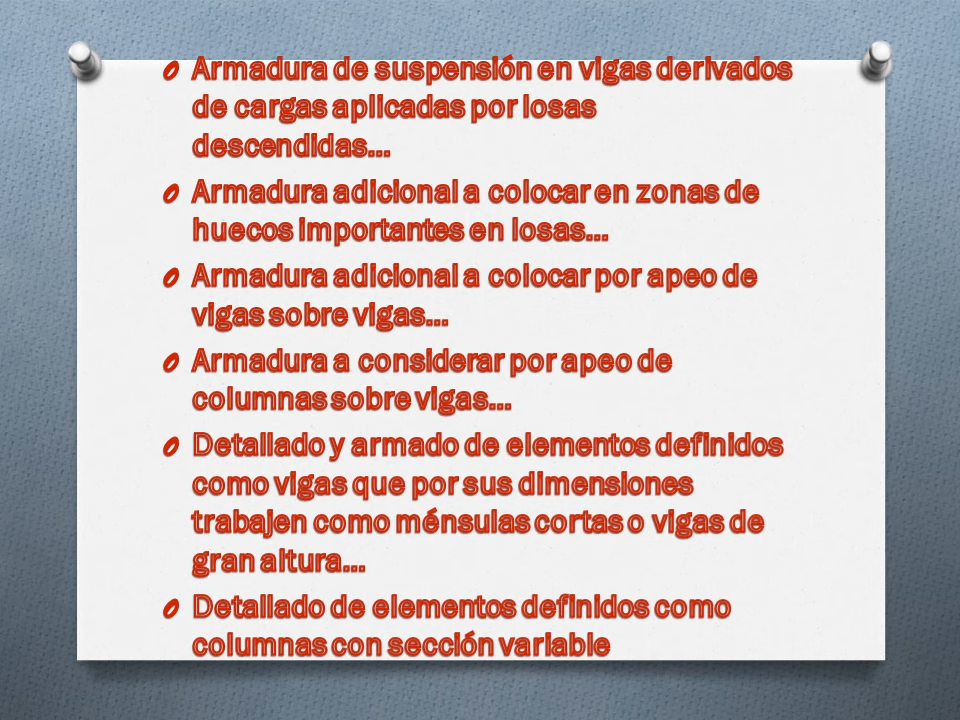 Armadura de suspensión en vigas derivados
de cargas aplicadas por losas
descendidas...
Armadura adicional a colocar en zonas de
huecos importantes en losas...
Armadura adicional a colocar por apeo de
vigas sobre vigas...
Armadura a considerar por apeo de
columnas sobre vigas...
Detallado y armado de elementos definidos
como vigas que por sus dimensiones
trabajen como ménsulas cortas o vigas de
gran altura...
Detallado de elementos definidos como
columnas con sección variable